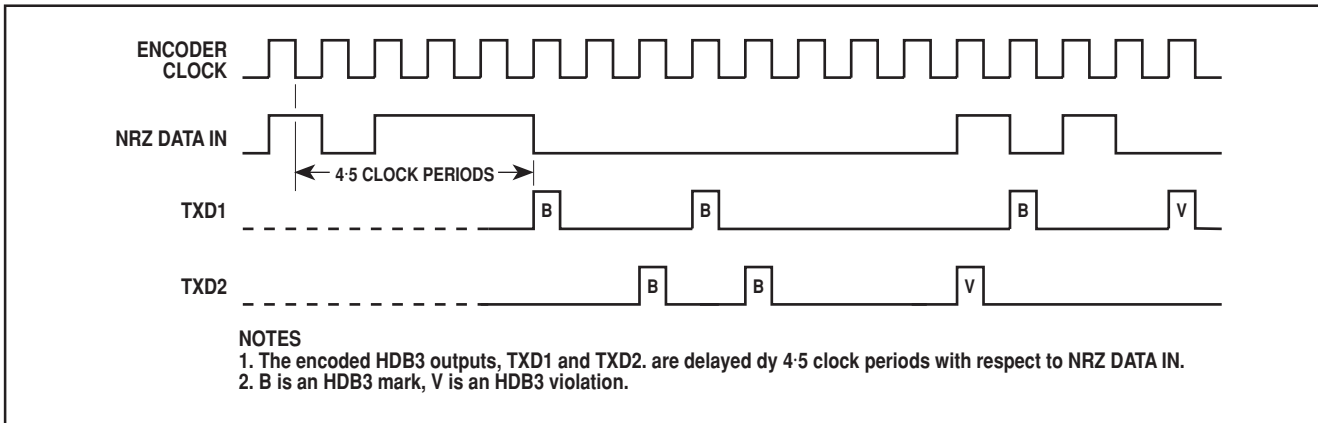 ENCODER
CLOCK
NRZ DATA IN
4·5 CLOCK PERIODS
TXD1
B
B
B
V
TXD2
B
B
V
NOTES
1. The encoded HDB3 outputs, TXD1 and TXD2. are delayed dy 4·5 clock periods with respect to NRZ DATA IN.
2. B is an HDB3 mark, V is an HDB3 violation.